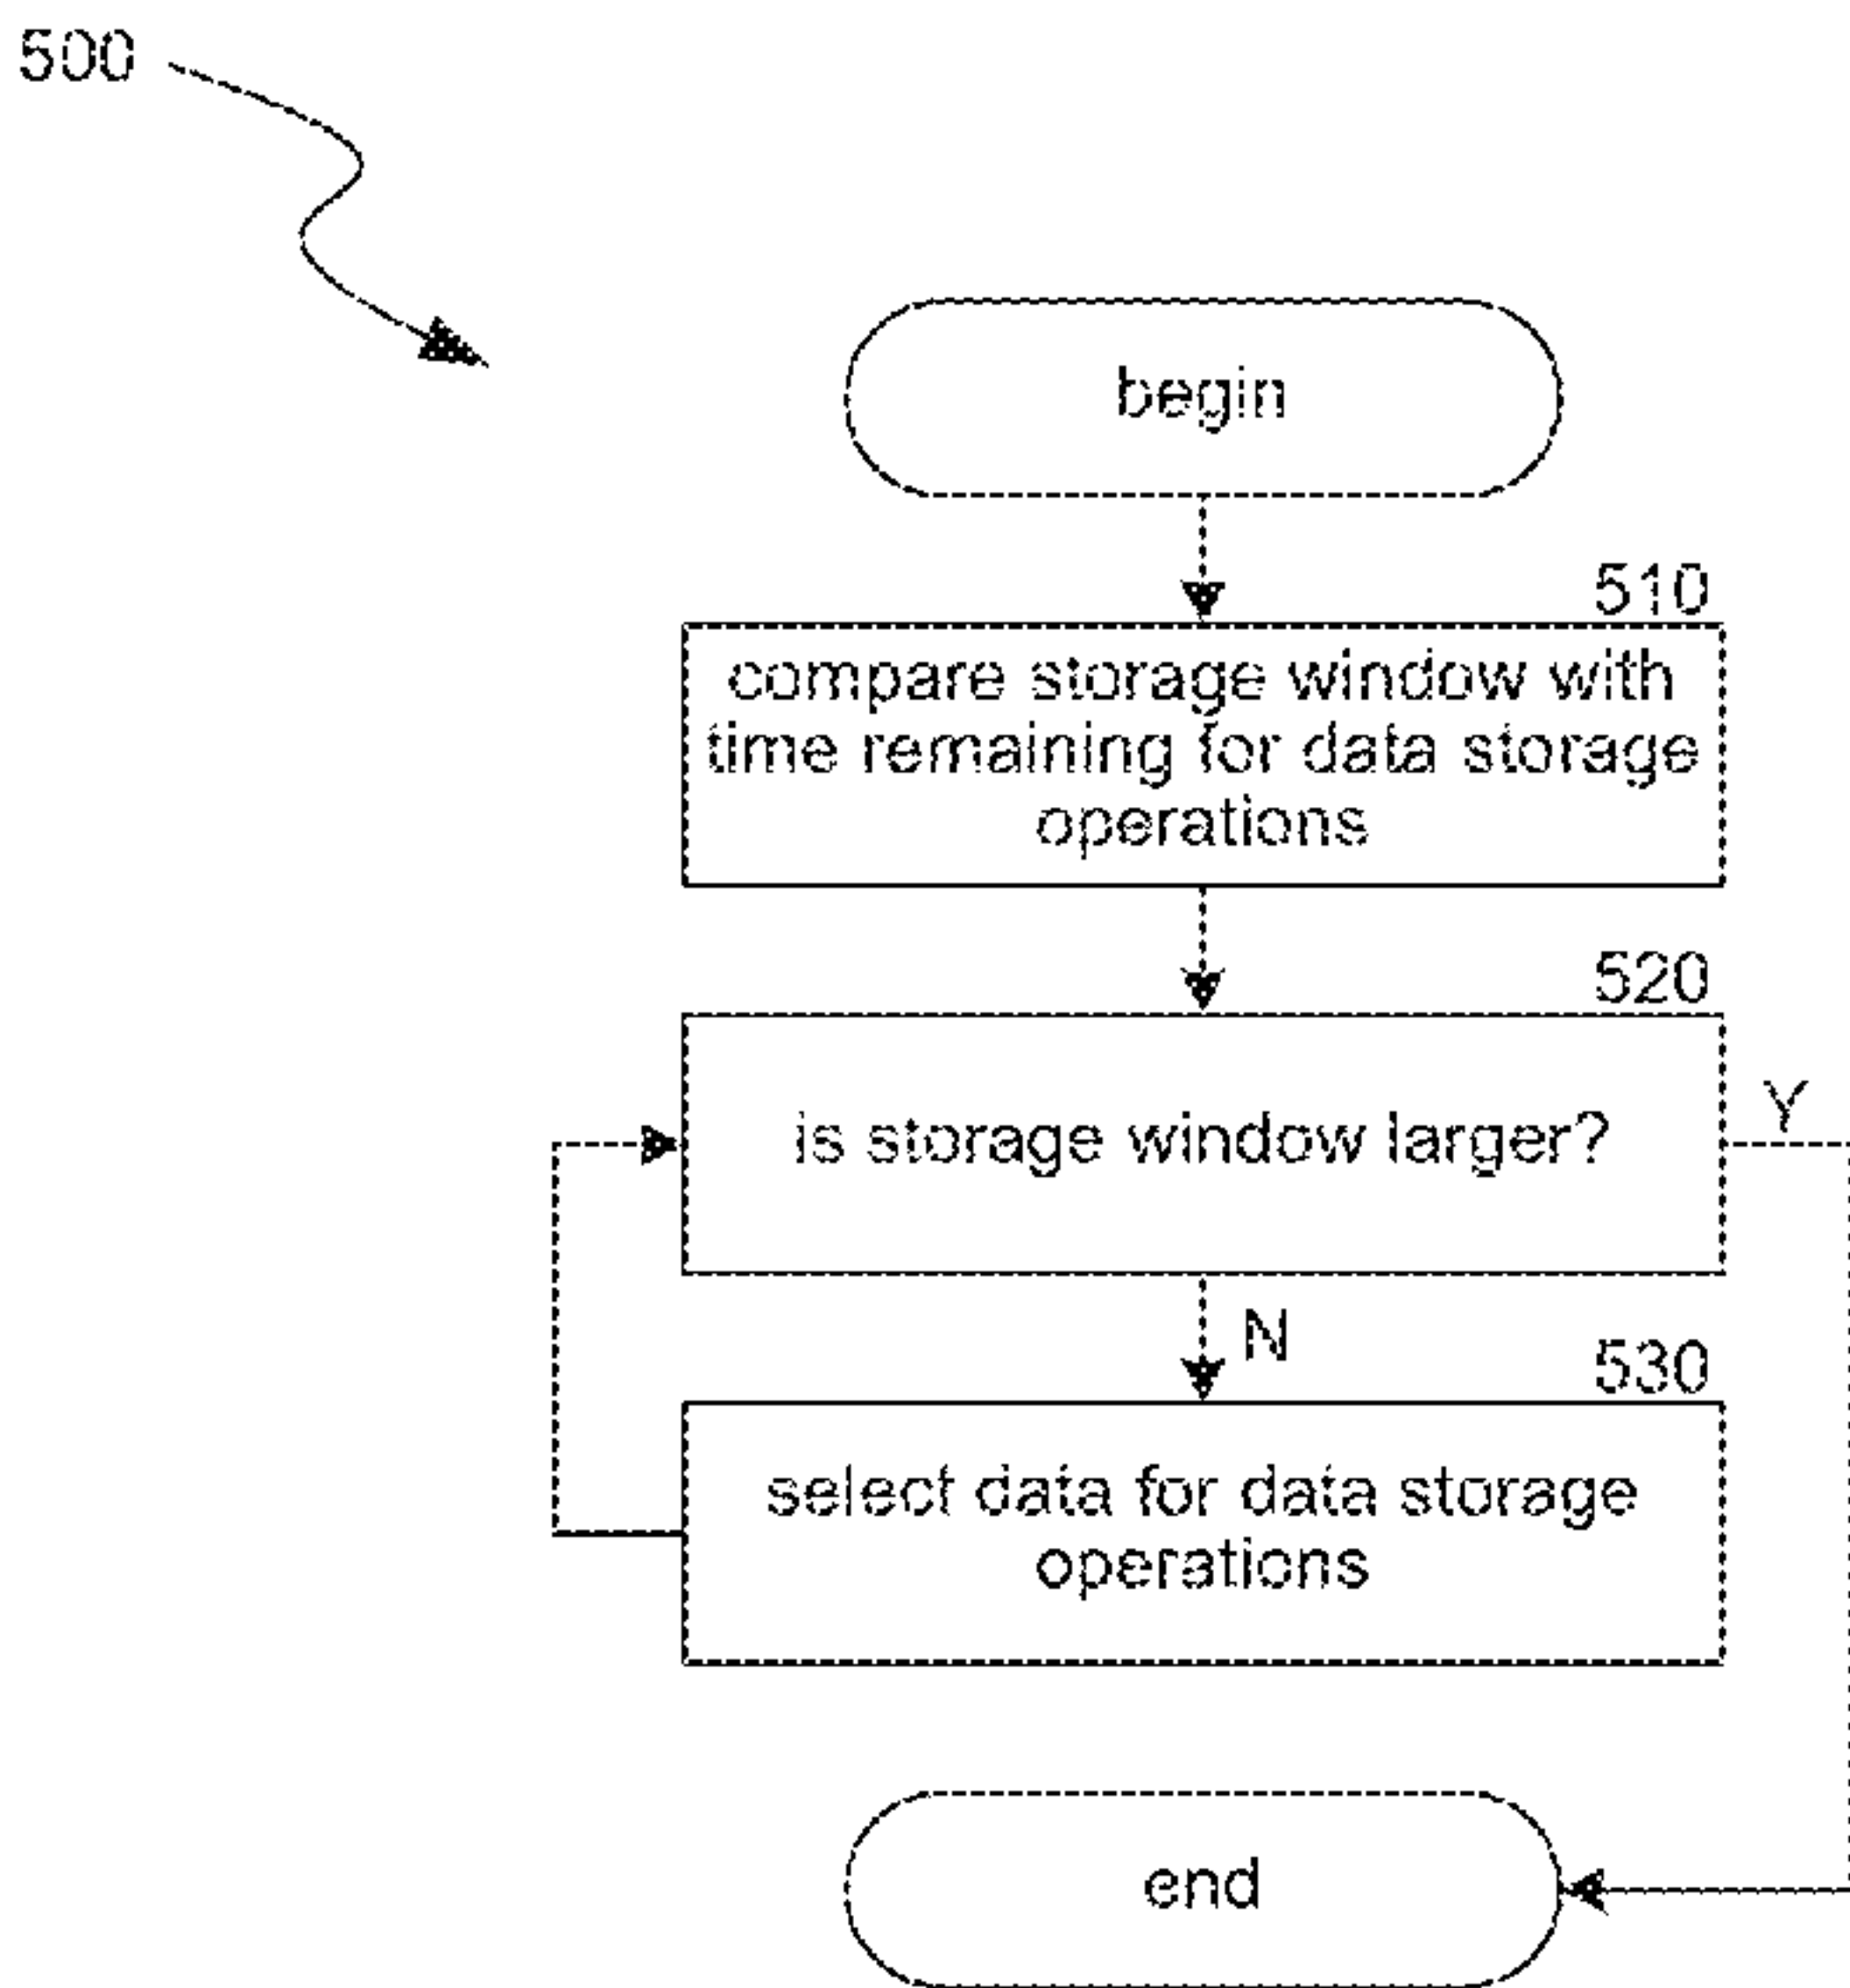 500
begin
510
compare storage window with
time remaining for data storage
operations
520
is storage window larger?
Y
N
530
select data for data storage
operations
end